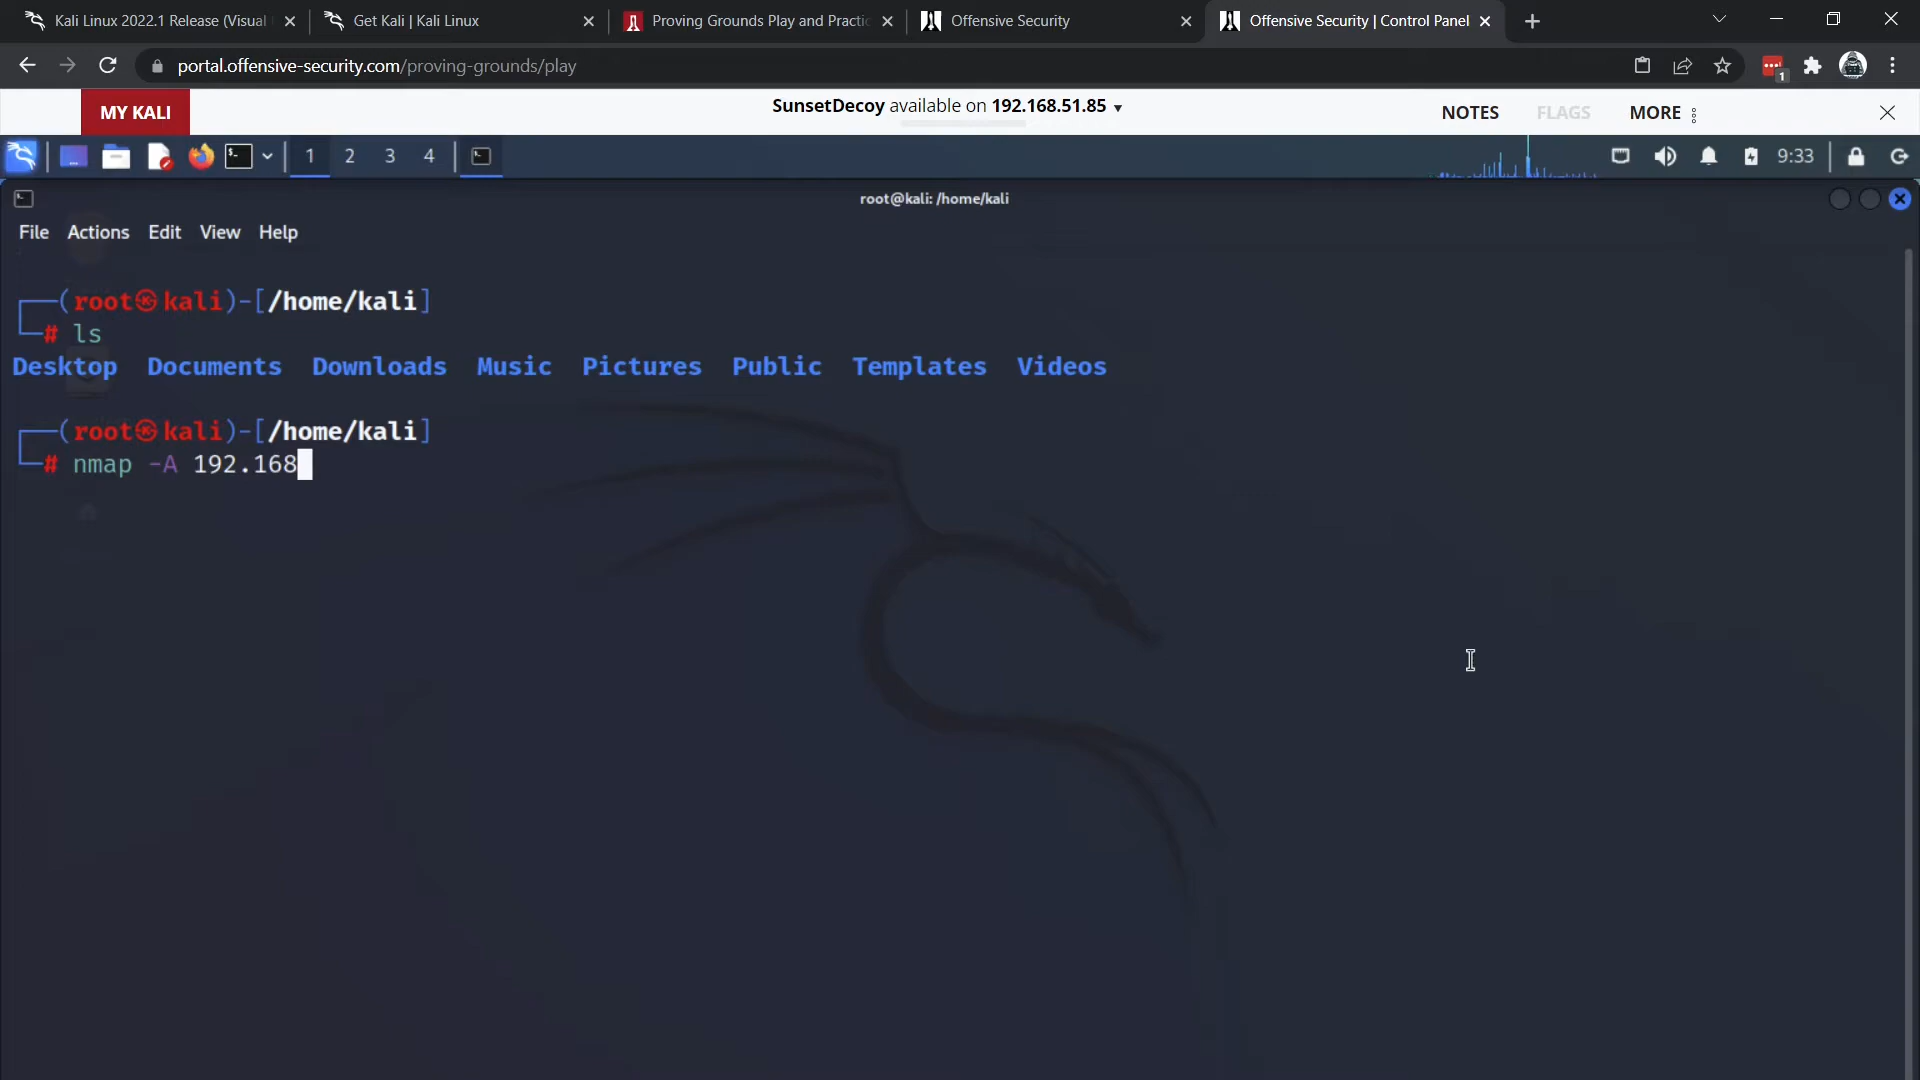 Kali Linux 2022.1 Release (Visual
Get Kali | Kali Linux
Proving Grounds Play and Practic
Offensive Security
Offensive Security | Control Panel
portal.offensive-security.com/proving-grounds/play
1
MY KALI
SunsetDecoy available on 192.168.51.85
NOTES
FLAGS
MORE
1 2 3 4
9:33
root@kali: /home/kali
File Actions Edit View Help
(root㉿kali)-[/home/kali]
# ls
Desktop Documents Downloads Music Pictures Public Templates Videos
(root㉿kali)-[/home/kali]
# nmap -A 192.168